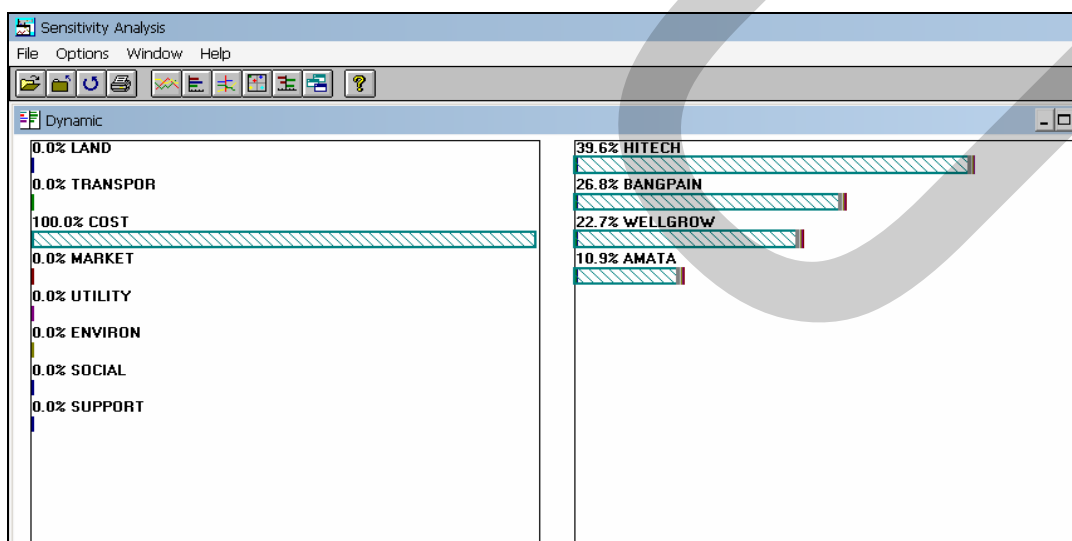 Sensitivity Analysis
File Options Window Help
Dynamic
0.0% LAND
0.0% TRANSPOR
100.0% COST
0.0% MARKET
0.0% UTILITY
0.0% ENVIRON
0.0% SOCIAL
0.0% SUPPORT
39.6% HITECH
26.8% BANGPAIN
22.7% WELLGROW
10.9% AMATA